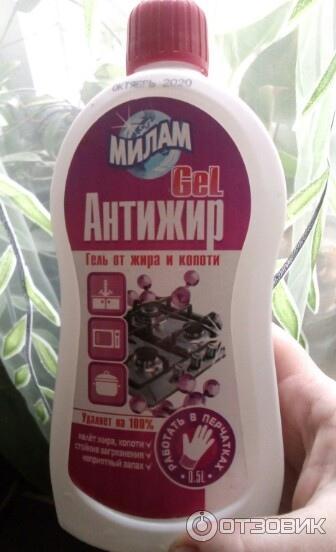 ОКТЯБРЬ 2020
МИЛАМ
GeL
АНТИЖИР
Гель от жира и копоти
Удаляет на 100%
налёт жира, копоти
стойкие загрязнения
неприятный запах
РАБОТАТЬ В ПЕРЧАТКАХ
0.5L
ОТЗОВИК